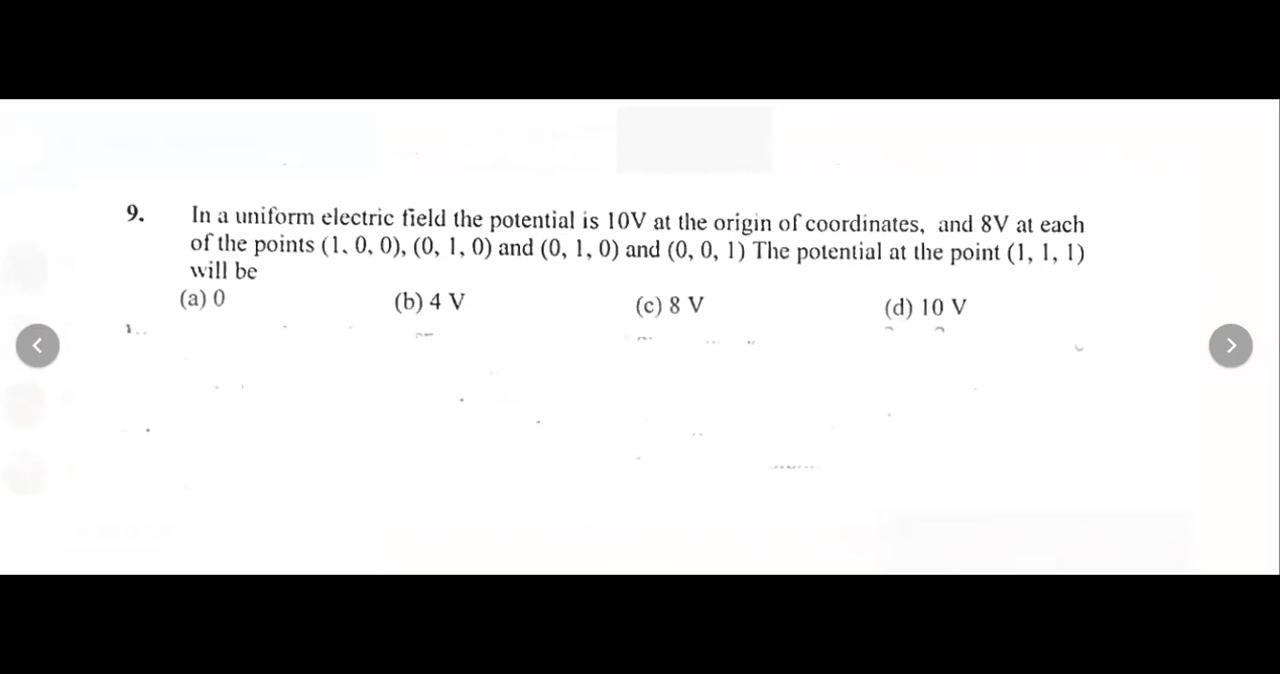 9. In a uniform electric field the potential is 10V at the origin of coordinates, and 8V at each
of the points (1, 0, 0), (0, 1, 0) and (0, 1, 0) and (0, 0, 1) The potential at the point (1, 1, 1)
will be
(a) 0 (b) 4 V (c) 8 V (d) 10 V